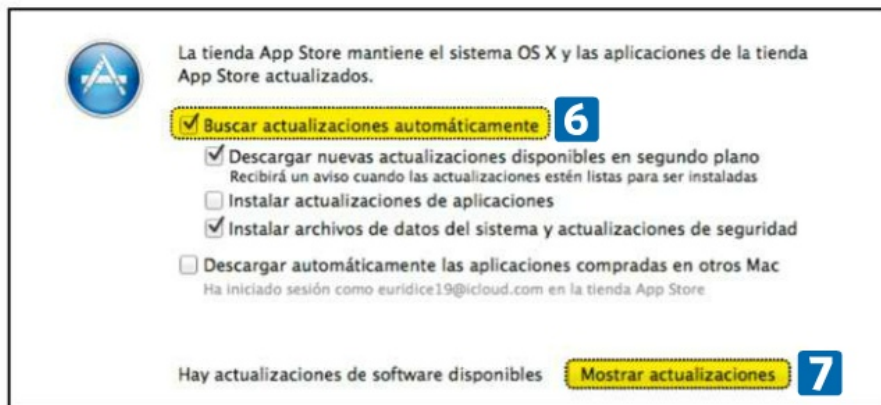 La tienda App Store mantiene el sistema OS X y las aplicaciones de la tienda
App Store actualizados.
Buscar actualizaciones automáticamente 6
Descargar nuevas actualizaciones disponibles en segundo plano
Recibirá un aviso cuando las actualizaciones estén listas para ser instaladas
Instalar actualizaciones de aplicaciones
Instalar archivos de datos del sistema y actualizaciones de seguridad
Descargar automáticamente las aplicaciones compradas en otros Mac
Ha iniciado sesión como euridice19@icloud.com en la tienda App Store
Hay actualizaciones de software disponibles Mostrar actualizaciones 7